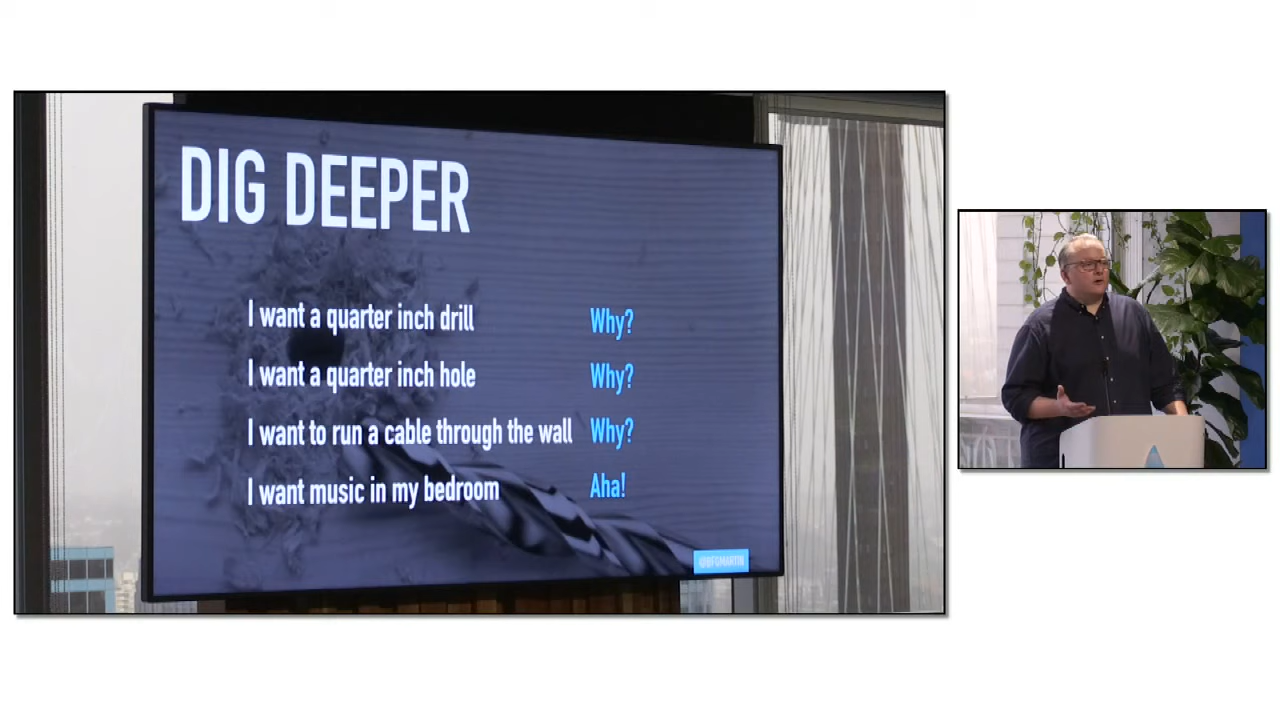 DIG DEEPER
I want a quarter inch drill Why?
I want a quarter inch hole Why?
I want to run a cable through the wall Why?
I want music in my bedroom Aha!
@BFGMARTIN